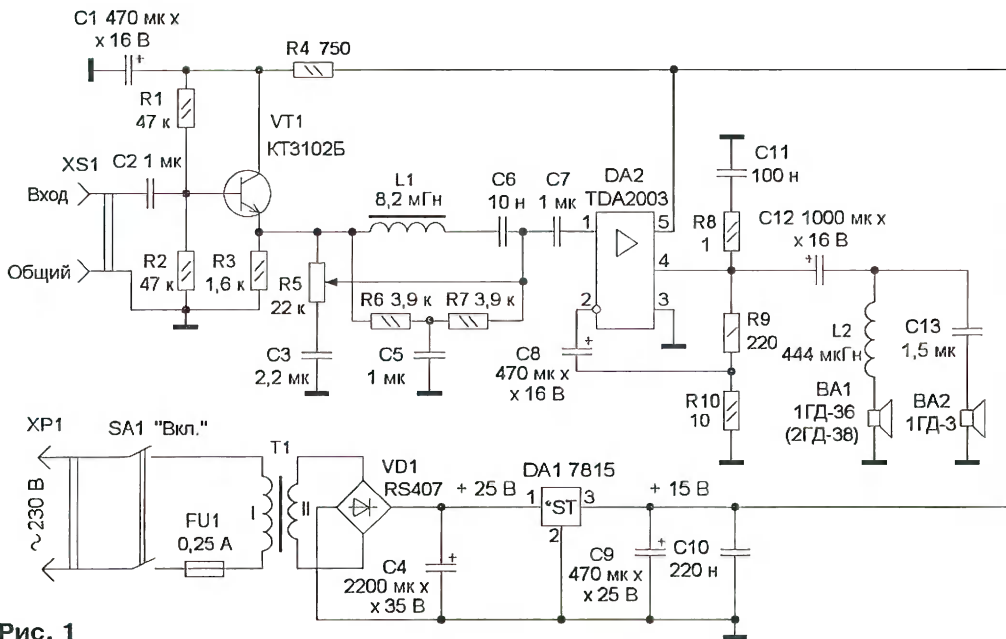 C1 470 мк х
х 16 В
+
R4 750
R1
47 к
VT1
КТ3102Б
XS1
C2 1 мк
Вход
Общий
R2
47 к
R3
1,6 к
R5
22 к
L1
8,2 мГн
C6
10 н
C7
1 мк
R6 3,9 к
R7 3,9 к
C3
2,2 мк
C5
1 мк
DA2
TDA2003
1
5
4
2
3
C8
470 мк х
х 16 В
+
C11
100 н
R8
1
C12 1000 мк х
х 16 В
+
R9
220
R10
10
L2
444 мкГн
C13
1,5 мк
BA1
1ГД-36
(2ГД-38)
BA2
1ГД-3
XP1
SA1 "Вкл."
~230 В
FU1
0,25 А
T1
I
II
VD1
RS407
+ 25 В
DA1 7815
1
*ST
3
2
+ 15 В
C4
2200 мк х
х 35 В
+
C9
470 мк х
х 25 В
+
C10
220 н
Рис. 1